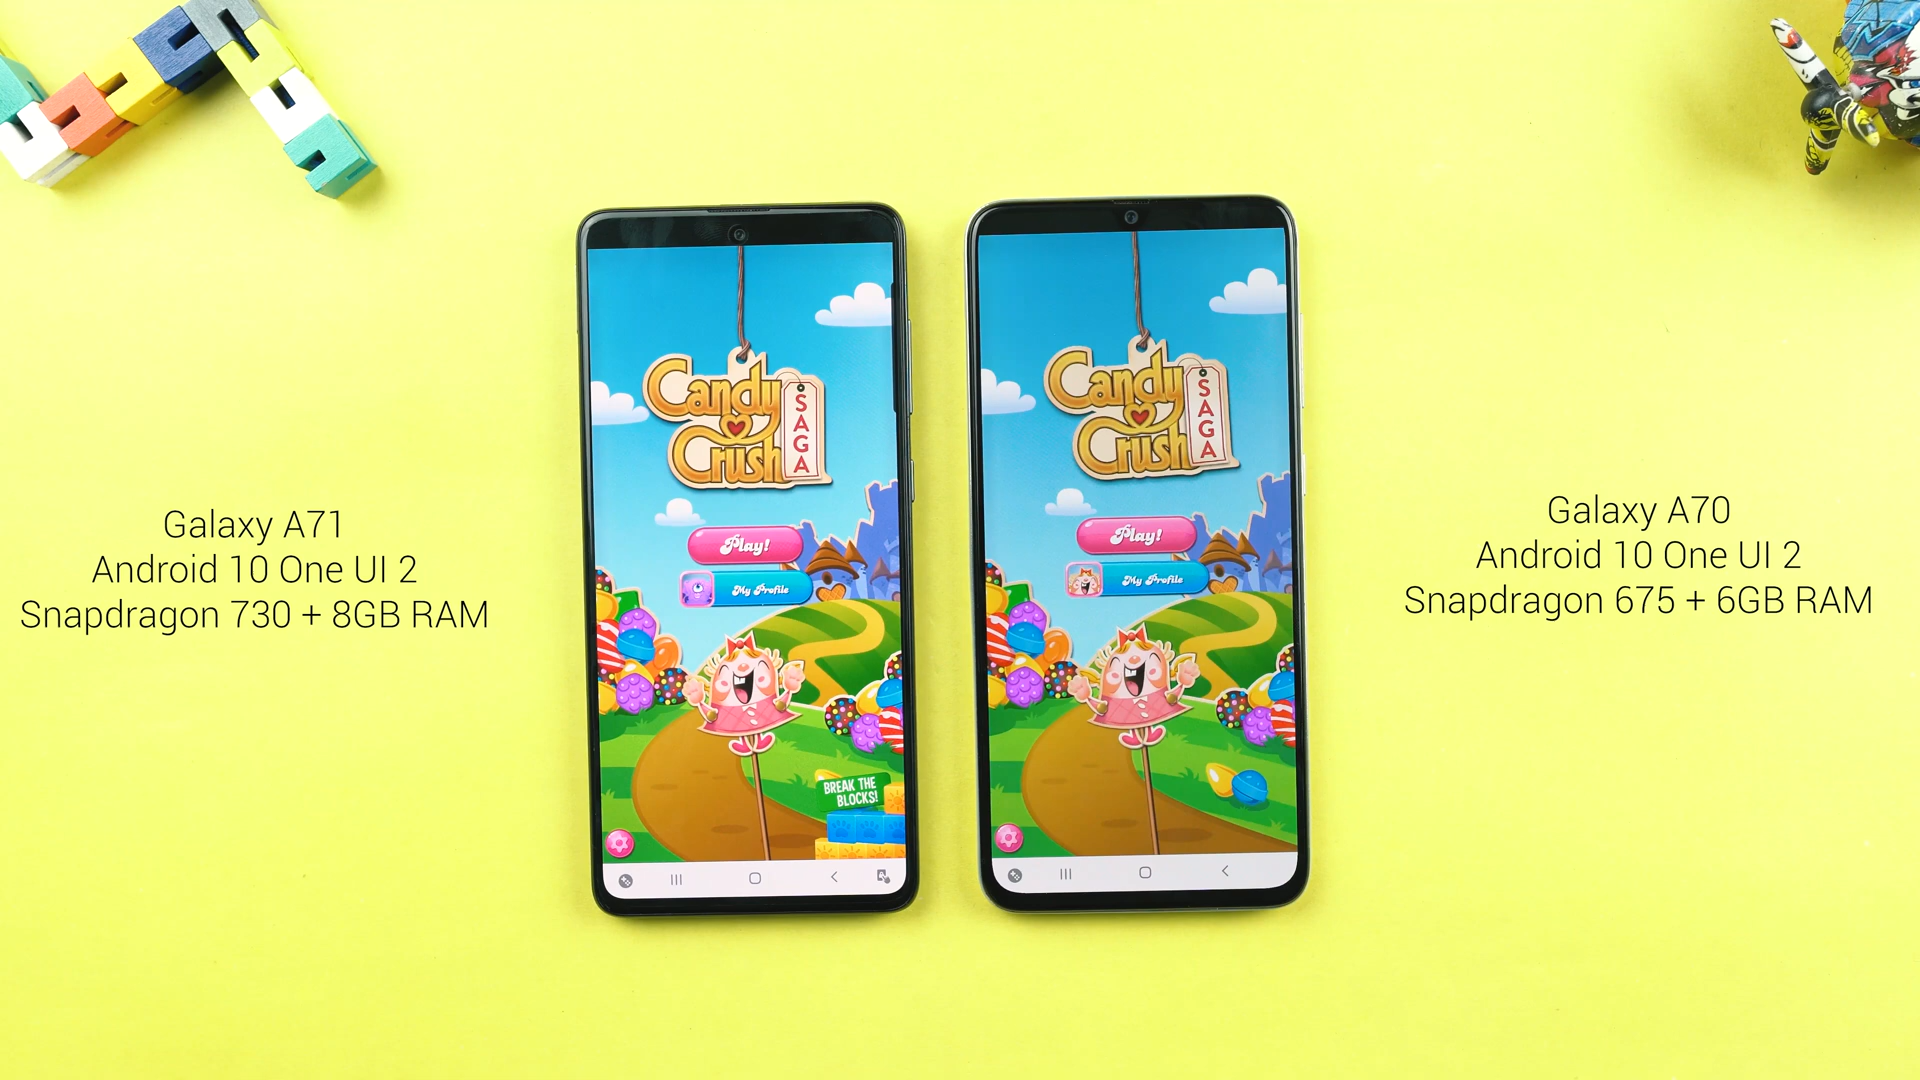 Galaxy A71
Android 10 One UI 2
Snapdragon 730 + 8GB RAM
Candy
Crush
SAGA
Play!
My Profile
BREAK THE
BLOCKS!
Candy
Crush
SAGA
Play!
My Profile
Galaxy A70
Android 10 One UI 2
Snapdragon 675 + 6GB RAM